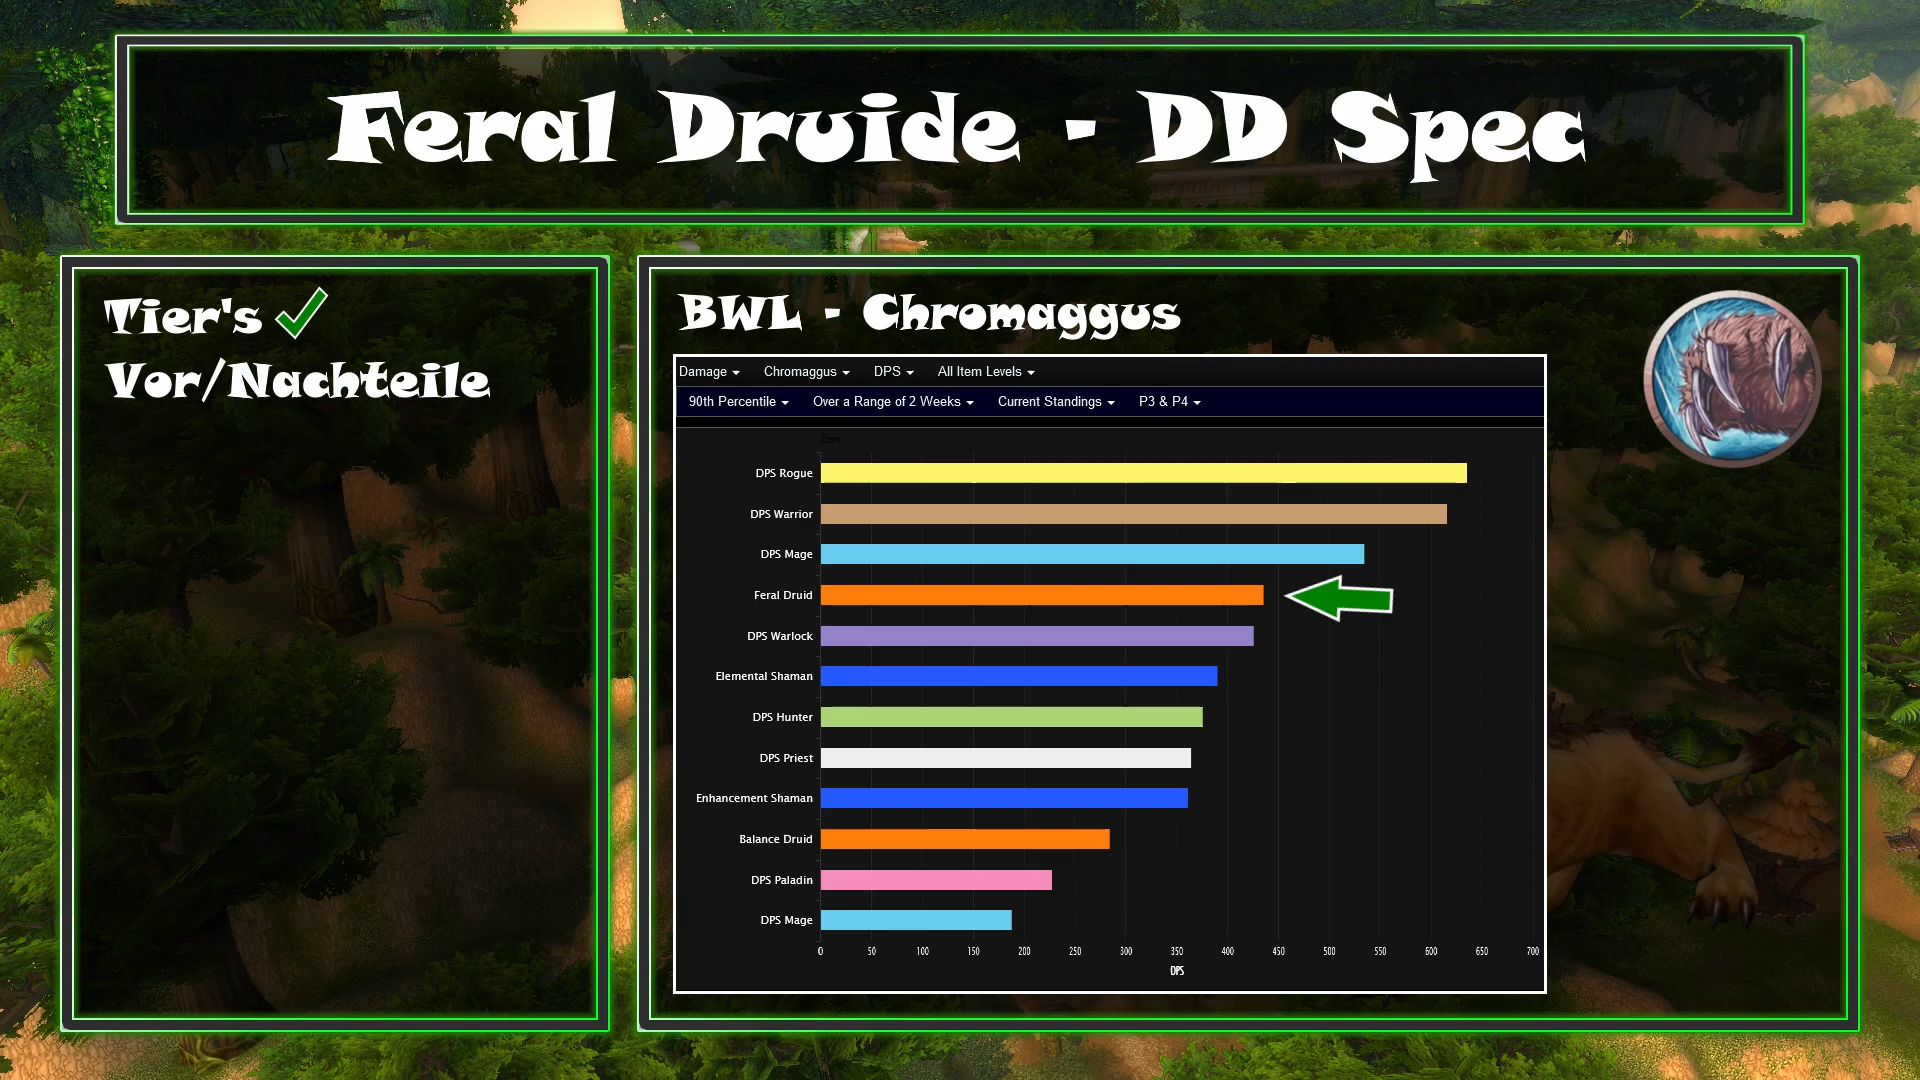 Feral Druide - DD Spec
Tier's
Vor/Nachteile
BWL - Chromaggus
Damage Chromaggus DPS All Item Levels
90th Percentile Over a Range of 2 Weeks Current Standings P3 & P4
Zoom
DPS Rogue
DPS Warrior
DPS Mage
Feral Druid
DPS Warlock
Elemental Shaman
DPS Hunter
DPS Priest
Enhancement Shaman
Balance Druid
DPS Paladin
DPS Mage
0 50 100 150 200 250 300 350 400 450 500 550 600 650 700
DPS